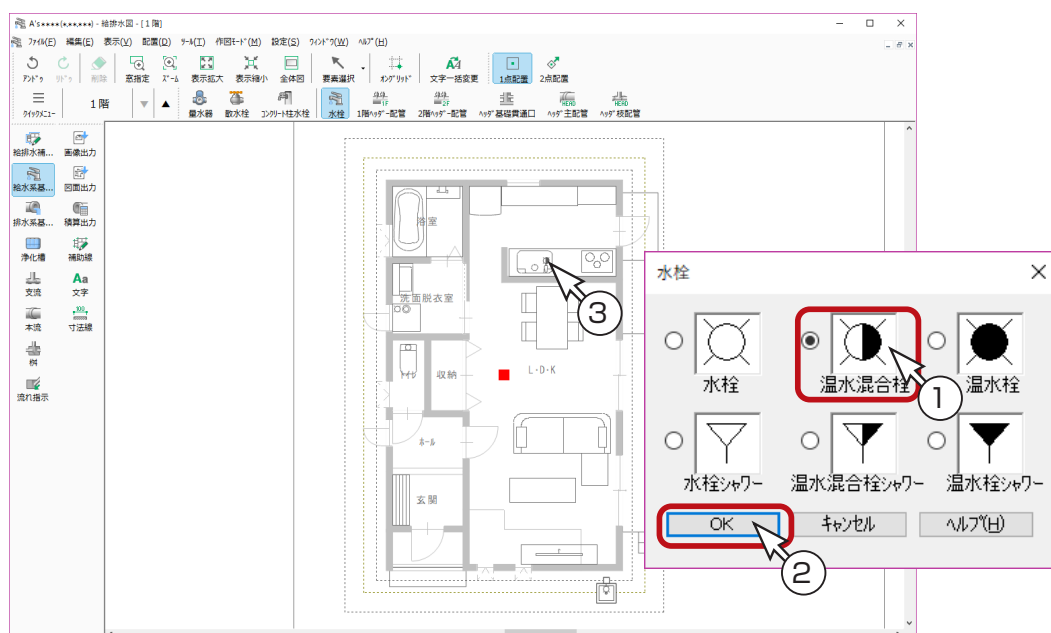 A's****(*,**,***) - 給排水図 - [1 階]
ファイル(F) 編集(E) 表示(V) 配置(D) ツール(T) 作図モード(M) 設定(S) ウィンドウ(W) ヘルプ(H)
アンドゥ リドゥ 削除 窓指定 ズーム 表示拡大 表示縮小 全体図 要素選択 オングリッド 文字一括変更 1点配置 2点配置
クイックメニュー 1 階 量水器 散水栓 コンクリート柱水栓 水栓 1階ヘッダー配管 2階ヘッダー配管 ヘッダ基礎貫通口 ヘッダ主配管 ヘッダ枝配管
給排水補... 画像出力
給水系基... 図面出力
排水系基... 積算出力
浄化槽 補助線
支流 文字
本流 寸法線
桝
流れ指示
浴室
洗面脱衣室
トイレ 収納 L・D・K
ホール
玄関
3
水栓
水栓 温水混合栓 温水栓
1
水栓シャワー 温水混合栓シャワー 温水栓シャワー
OK キャンセル ヘルプ(H)
2